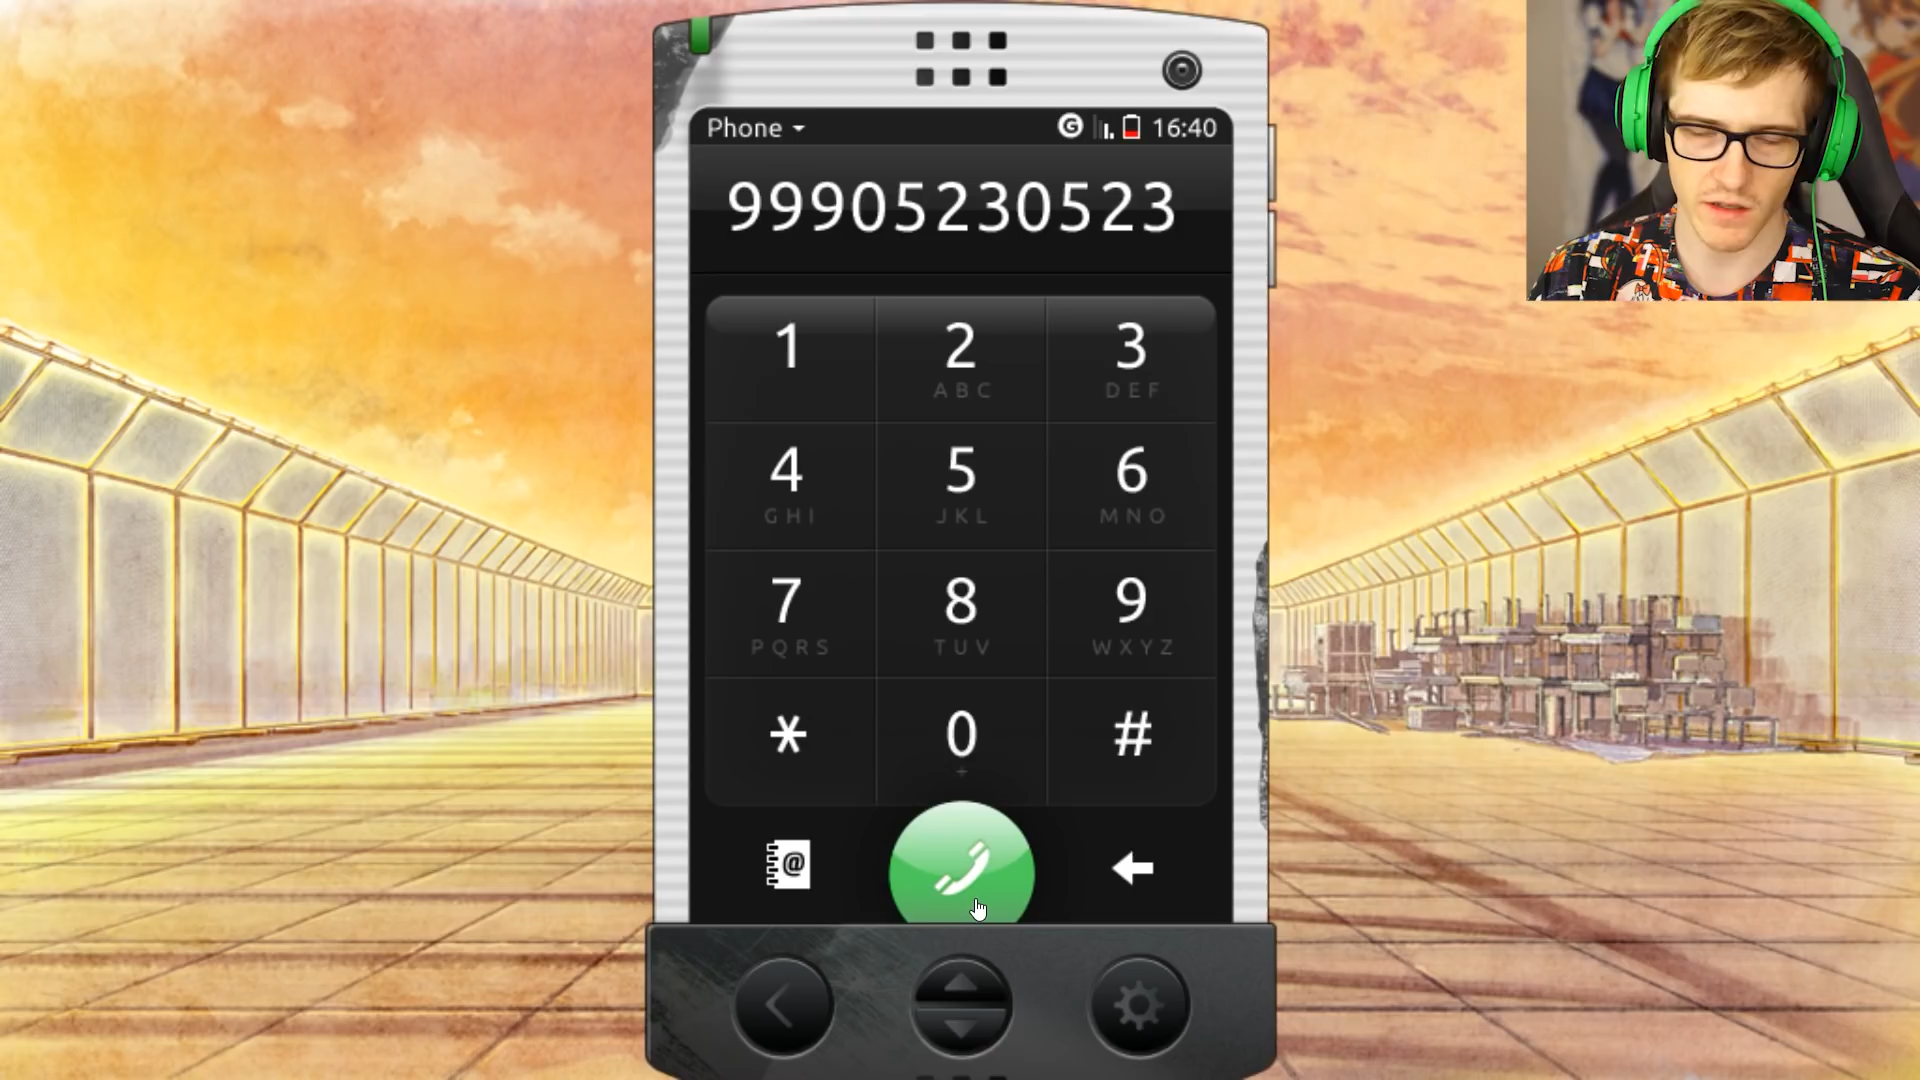 Phone
G 16:40
99905230523
1 2 3
ABC DEF
4 5 6
GHI JKL MNO
7 8 9
PQRS TUV WXYZ
* 0 #
+
@